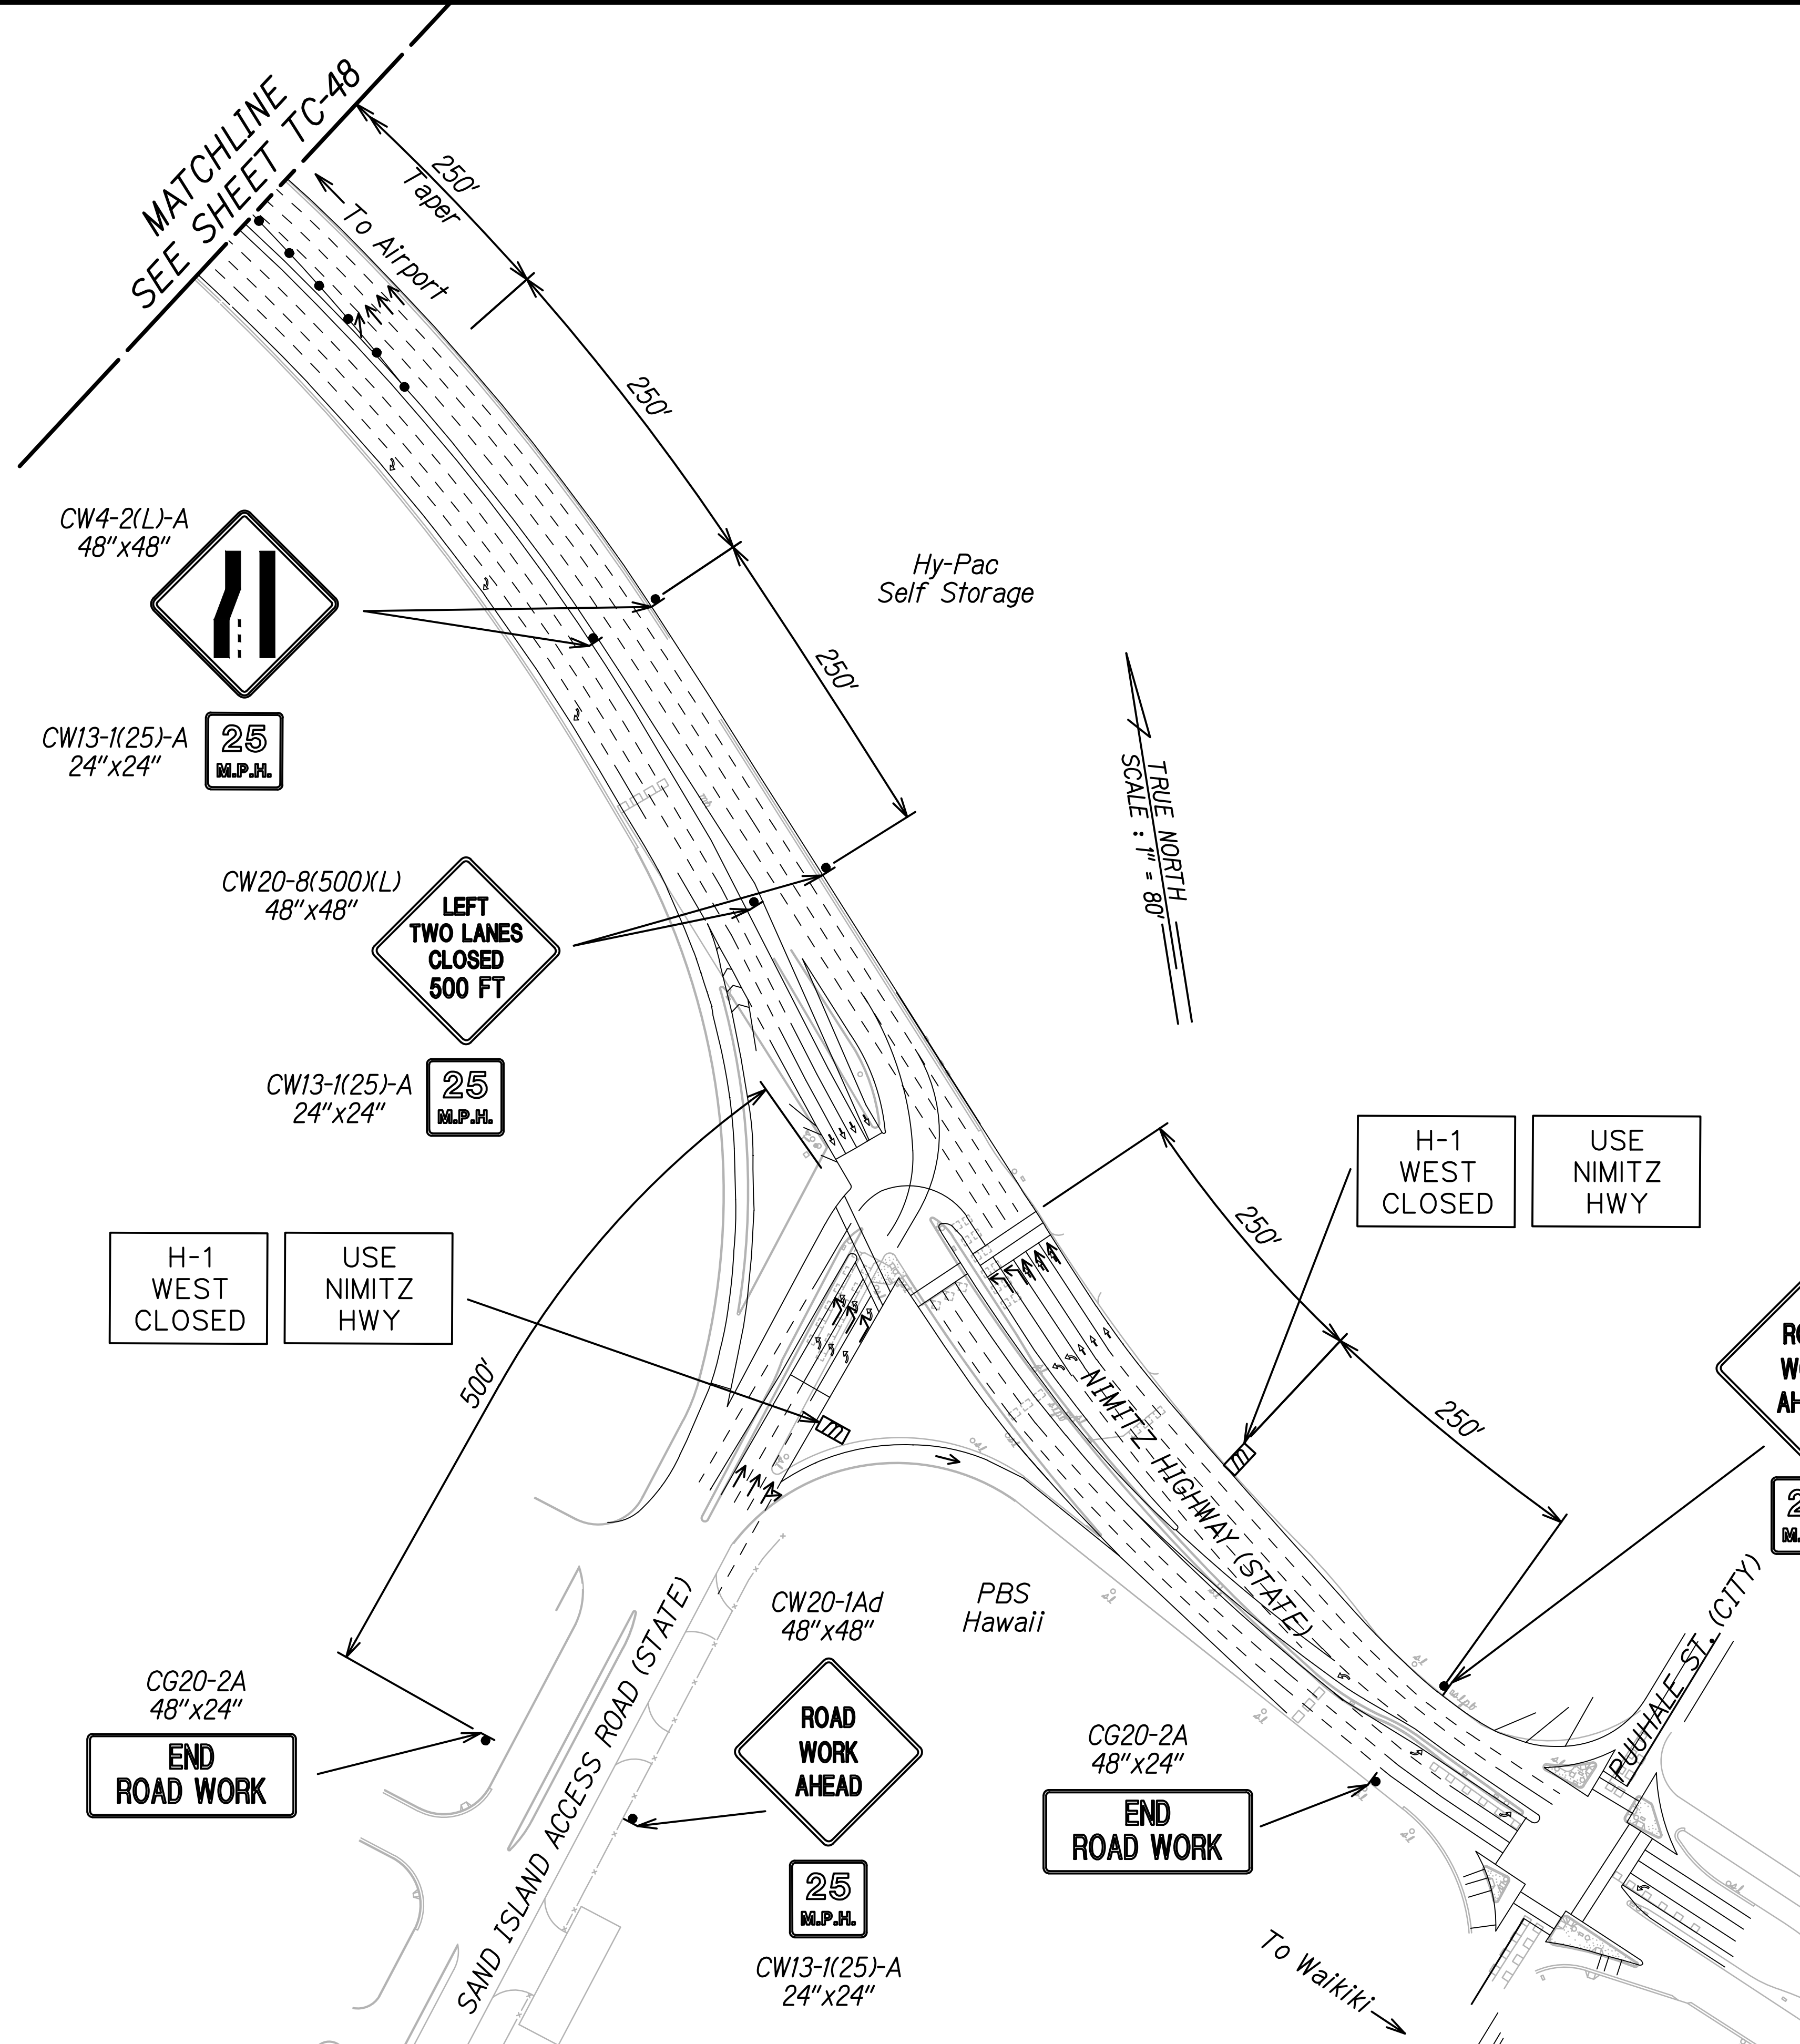 MATCHLINE
SEE SHEET TC-48
250'
Taper
To Airport
250'
CW4-2(L)-A
48"x48"
Hy-Pac
Self Storage
250'
CW13-1(25)-A
24"x24"
25
M.P.H.
TRUE NORTH
SCALE : 1" = 80'
CW20-8(500)(L)
48"x48"
LEFT
TWO LANES
CLOSED
500 FT
CW13-1(25)-A
24"x24"
25
M.P.H.
H-1
WEST
CLOSED
USE
NIMITZ
HWY
250'
H-1
WEST
CLOSED
USE
NIMITZ
HWY
500'
250'
NIMITZ HIGHWAY (STATE)
PUUHALE ST. (CITY)
SAND ISLAND ACCESS ROAD (STATE)
PBS
Hawaii
CW20-1Ad
48"x48"
ROAD
WORK
AHEAD
25
M.P.H.
CW13-1(25)-A
24"x24"
CG20-2A
48"x24"
END
ROAD WORK
CG20-2A
48"x24"
END
ROAD WORK
To Waikiki